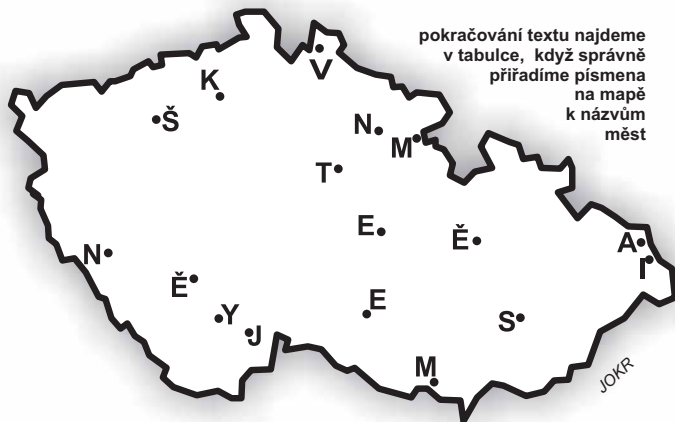 pokračování textu najdeme
v tabulce, když správně
přiřadíme písmena
na mapě
k názvům
měst
V
K
Š
N
M
T
E
Ě
A
N
I
Ě
E
Y
S
J
M
JOKR